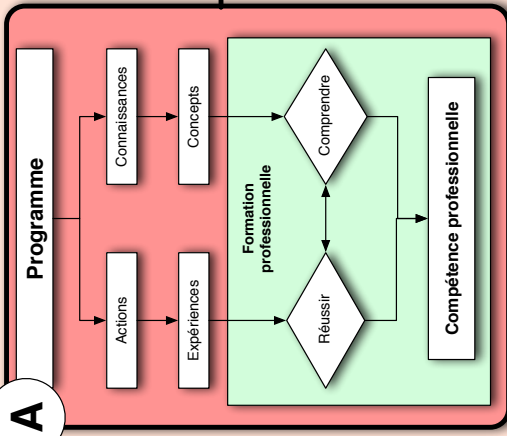 A
Programme
Actions
Connaissances
Expériences
Concepts
Formation
professionnelle
Réussir
Comprendre
Compétence professionnelle